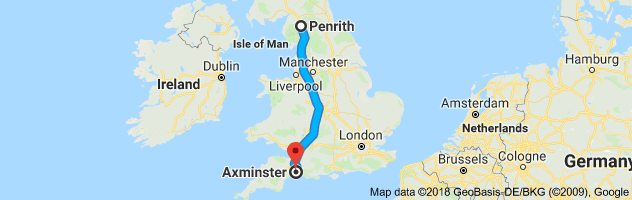 Penrith
Isle of Man
Hamburg
Dublin
Manchester
Ireland
Liverpool
Amsterdam
Netherlands
London
Brussels
Cologne
Germany
Axminster
Map data ©2018 GeoBasis-DE/BKG (©2009), Google